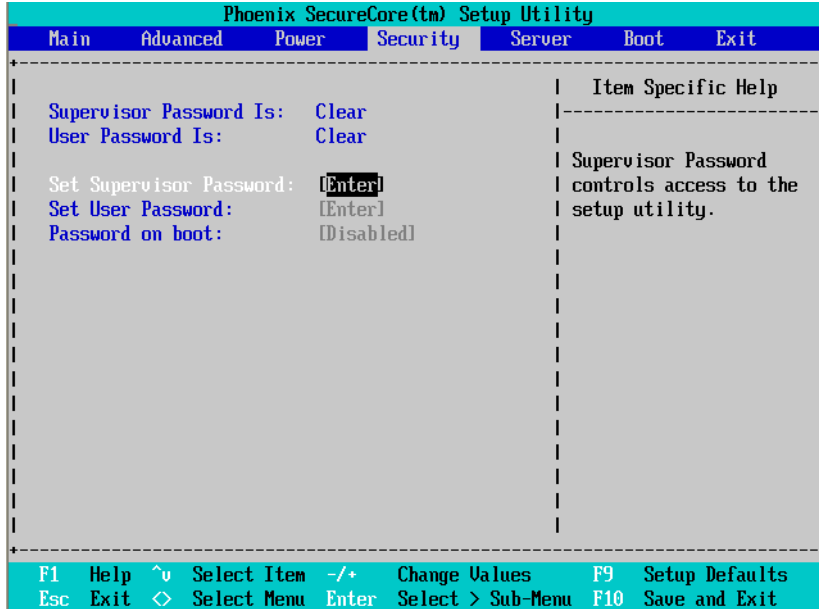 Phoenix SecureCore(tm) Setup Utility
Main Advanced Power Security Server Boot Exit
Item Specific Help
Supervisor Password Is: Clear
User Password Is: Clear
Supervisor Password
Set Supervisor Password: [Enter] controls access to the
Set User Password: [Enter] setup utility.
Password on boot: [Disabled]
F1 Help ^v Select Item -/+ Change Values F9 Setup Defaults
Esc Exit <> Select Menu Enter Select > Sub-Menu F10 Save and Exit